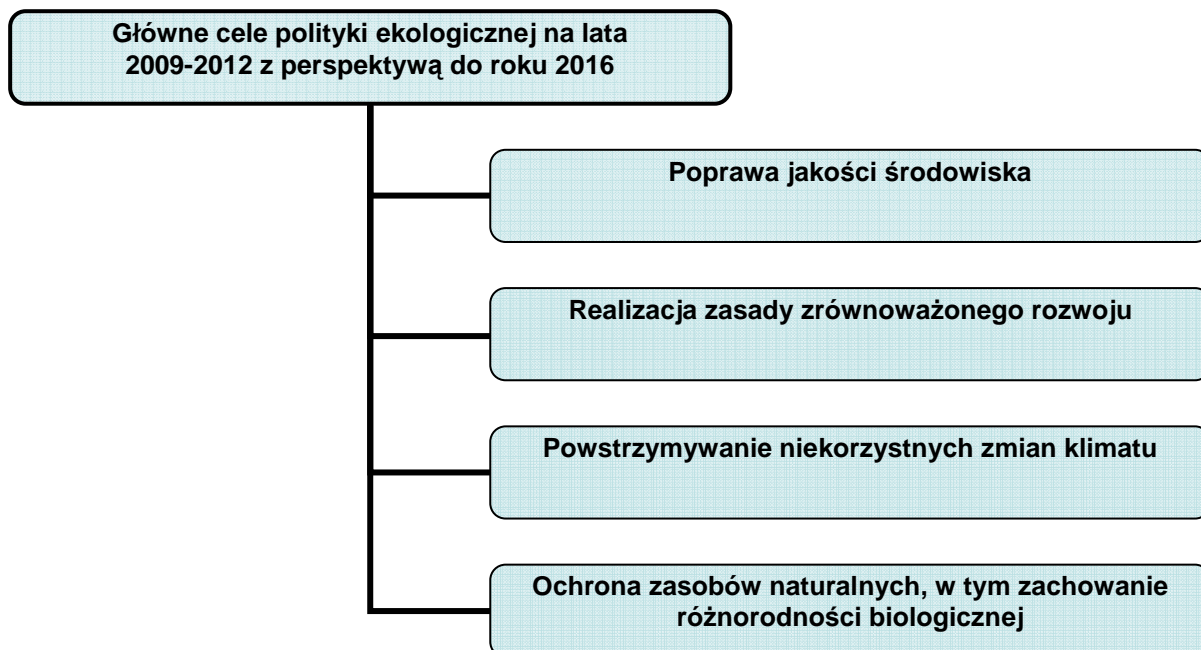 Główne cele polityki ekologicznej na lata
2009-2012 z perspektywą do roku 2016
Poprawa jakości środowiska
Realizacja zasady zrównoważonego rozwoju
Powstrzymywanie niekorzystnych zmian klimatu
Ochrona zasobów naturalnych, w tym zachowanie
różnorodności biologicznej